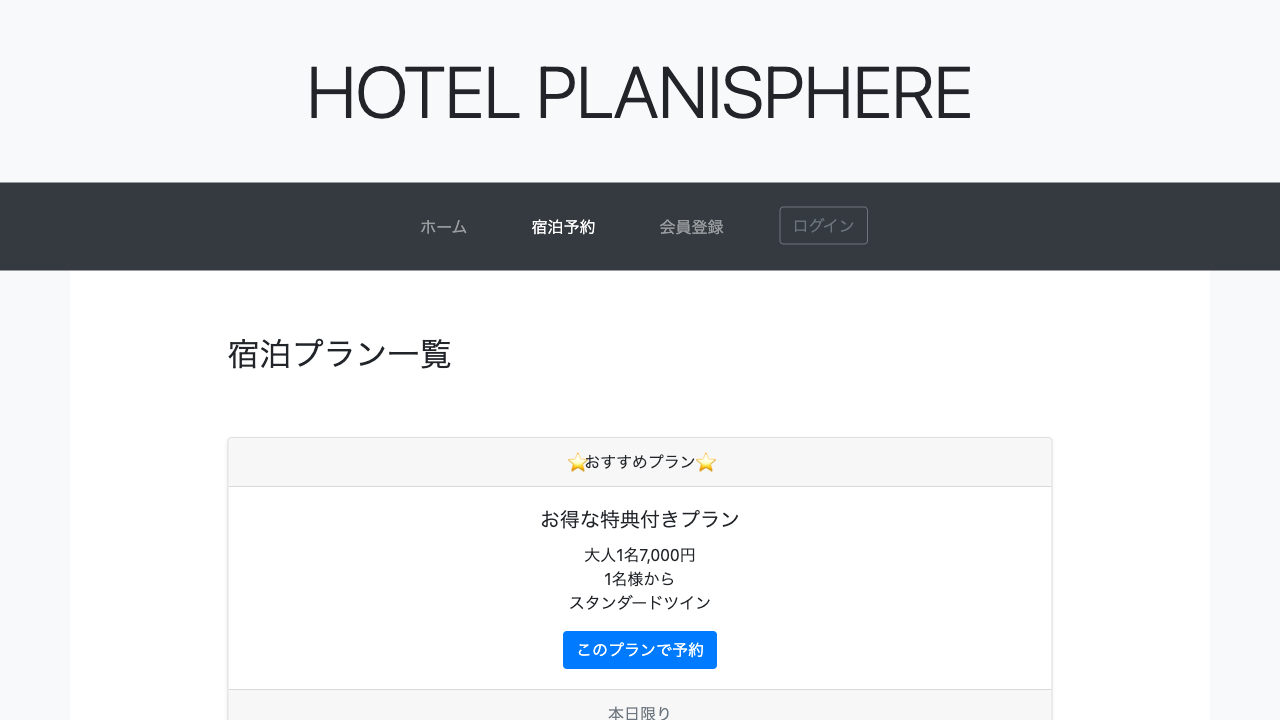 HOTEL PLANISPHERE
ホーム 宿泊予約 会員登録 ログイン
宿泊プラン一覧
⭐おすすめプラン⭐
お得な特典付きプラン
大人1名7,000円
1名様から
スタンダードツイン
このプランで予約
本日限り